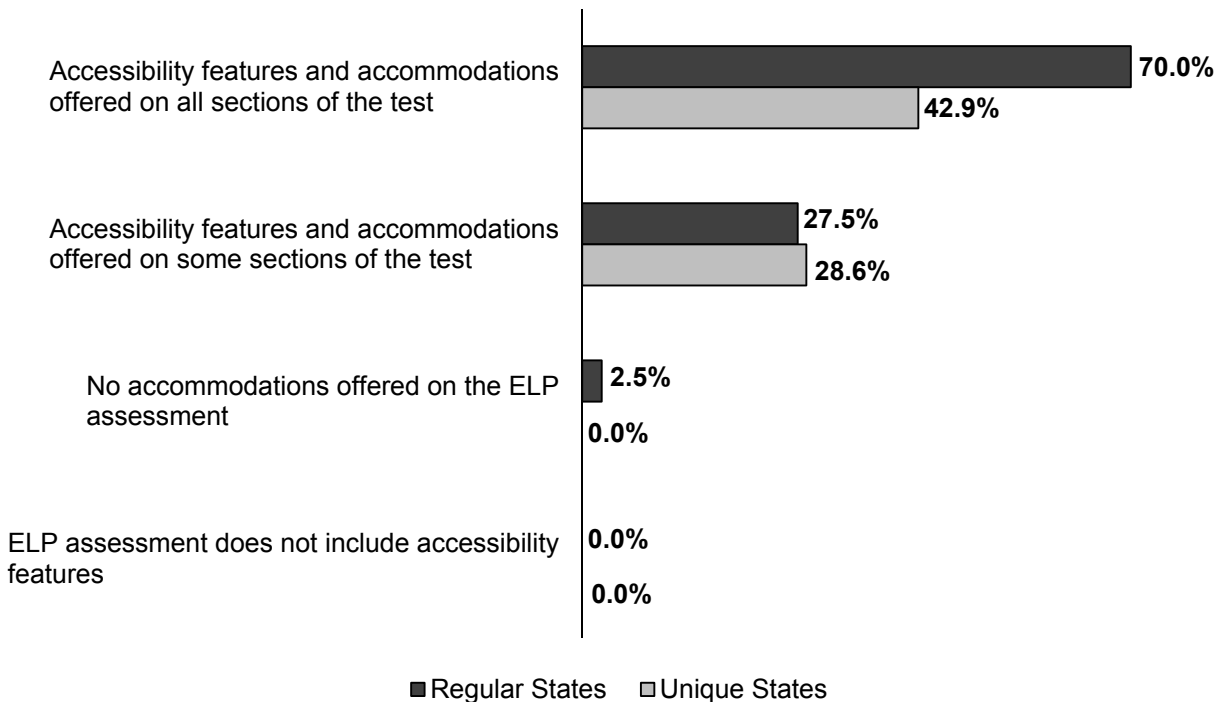 Accessibility features and accommodations
offered on all sections of the test
70.0%
42.9%
Accessibility features and accommodations
offered on some sections of the test
27.5%
28.6%
No accommodations offered on the ELP
assessment
2.5%
0.0%
ELP assessment does not include accessibility
features
0.0%
0.0%
Regular States Unique States